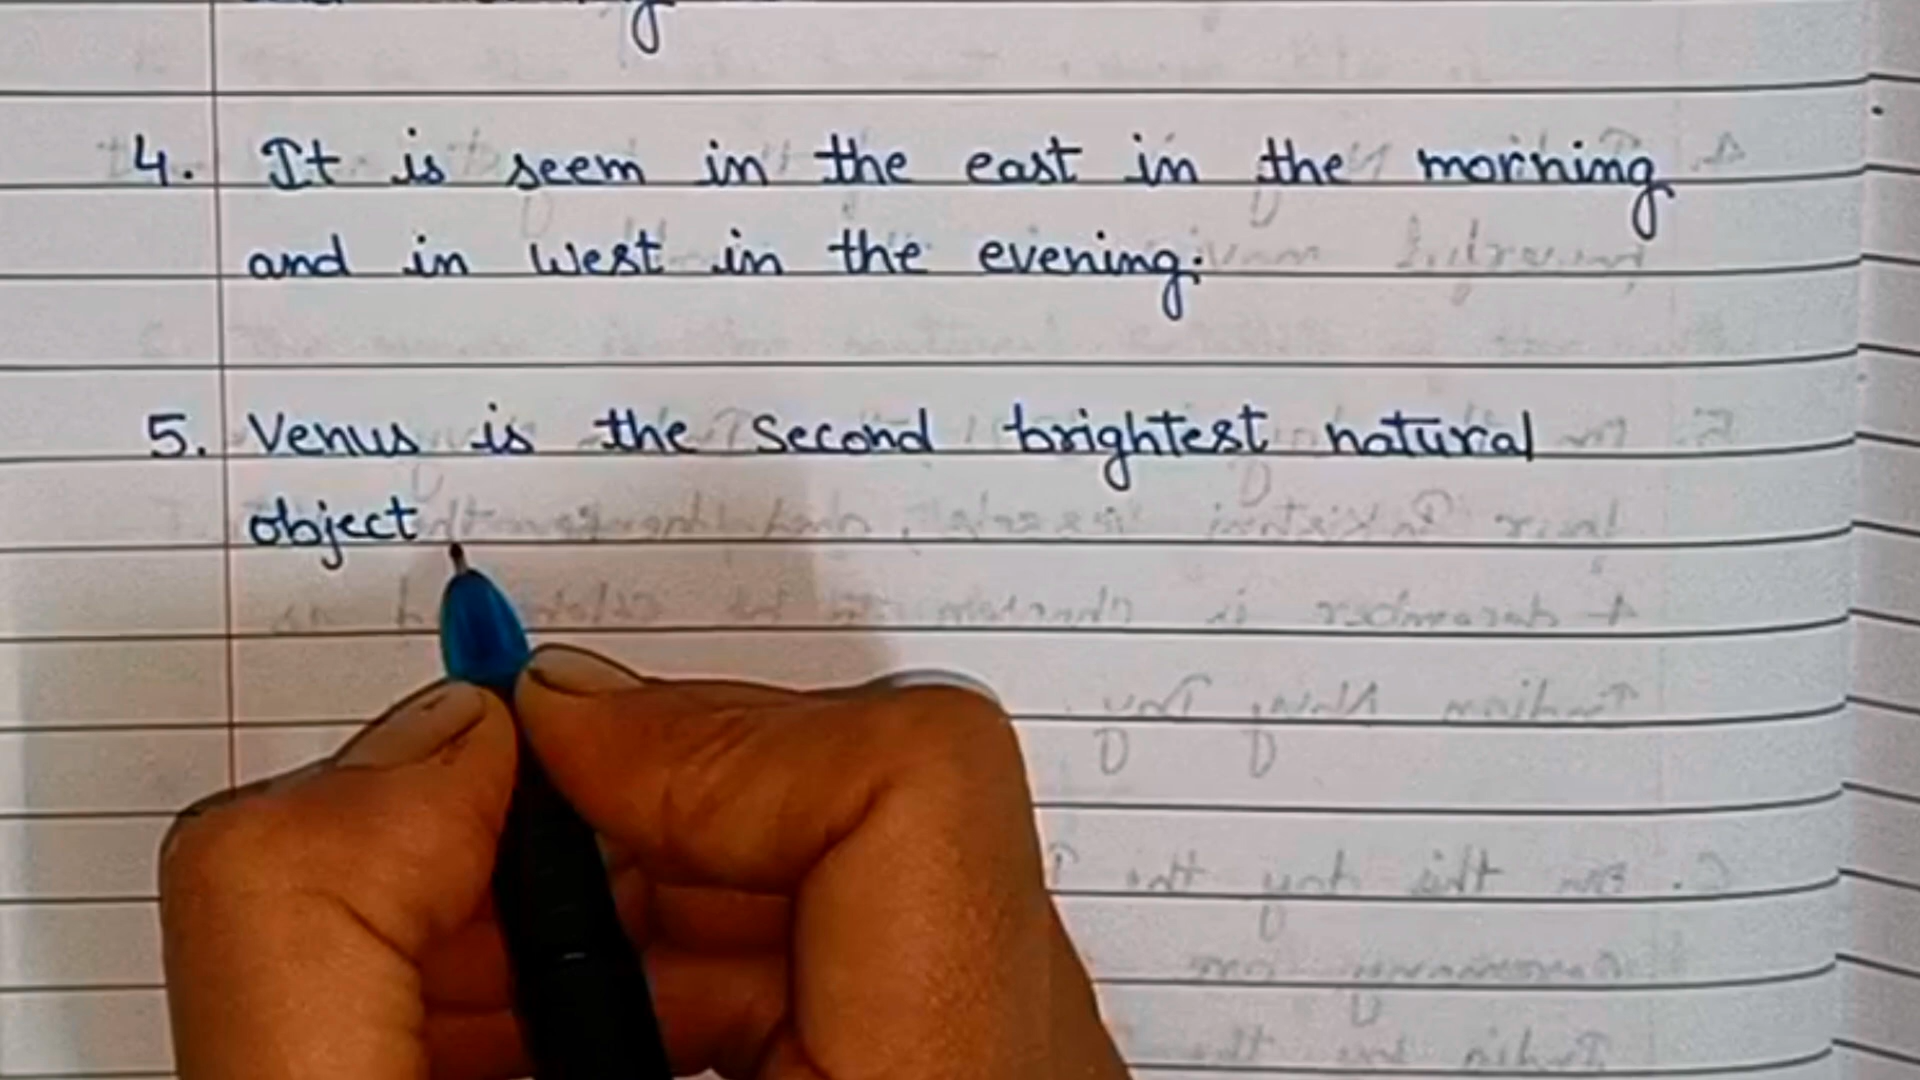 4. It is seem in the east in the morning
and in west in the evening.
5. Venus is the second brightest natural
object